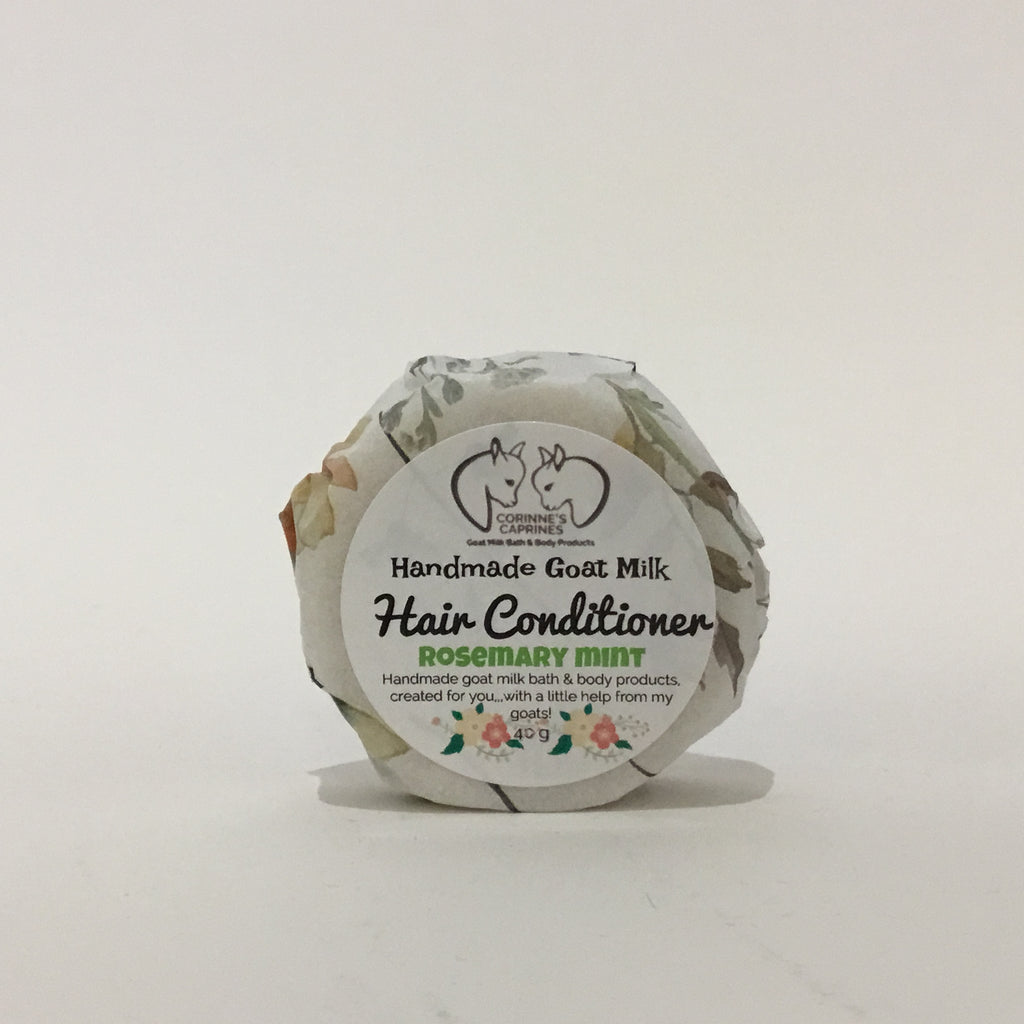 CORINNE'S
CAPRINES
Goat Milk Bath & Body Products
Handmade Goat Milk
Hair Conditioner
ROSEMARY MINT
Handmade goat milk bath & body products,
created for you,,,with a little help from my
goats!
40 g